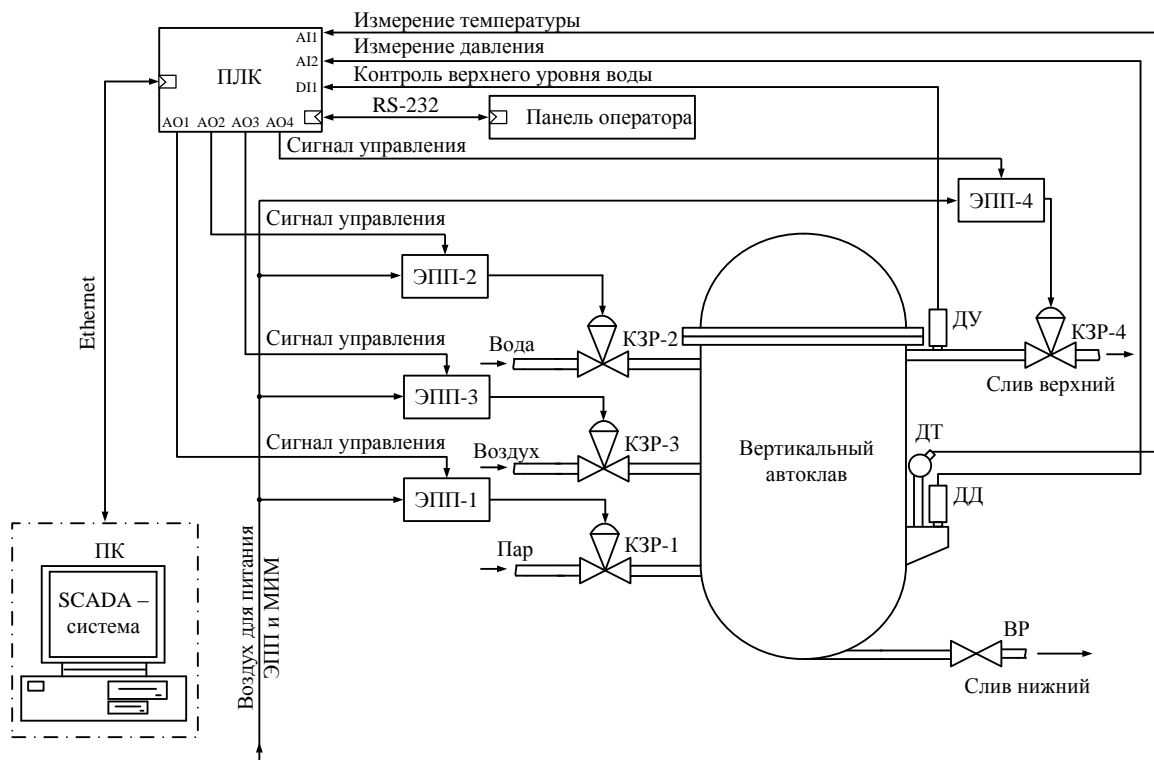 Измерение температуры
AI1
Измерение давления
AI2
ПЛК
Контроль верхнего уровня воды
DI1
RS-232
Панель оператора
AO1 AO2 AO3 AO4
Сигнал управления
ЭПП-4
Сигнал управления
ЭПП-2
Ethernet
ДУ
КЗР-4
Вода
КЗР-2
Сигнал управления
Слив верхний
ЭПП-3
ДТ
Сигнал управления
Воздух
КЗР-3
Вертикальный
автоклав
ЭПП-1
ДД
ПК
Пар
КЗР-1
SCADA –
система
Воздух для питания
ЭПП и МИМ
ВР
Слив нижний